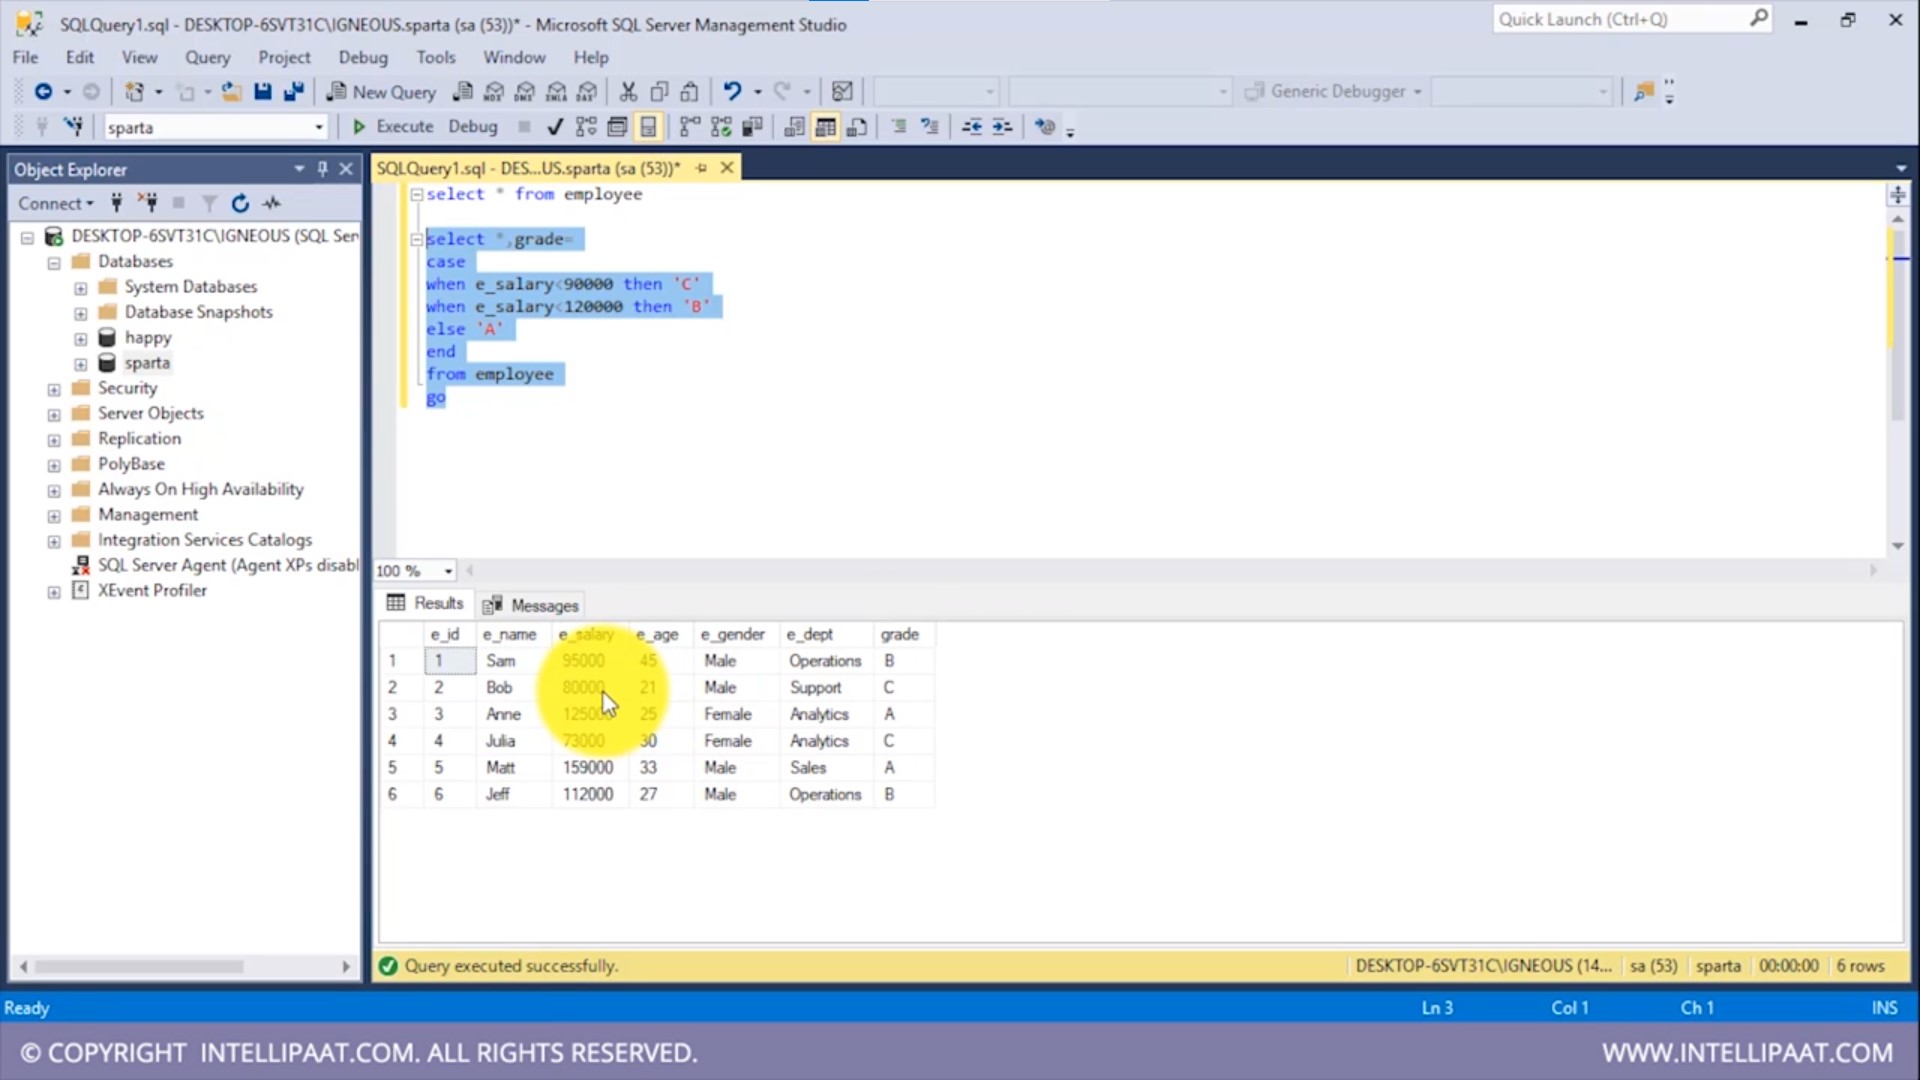 SQLQuery1.sql - DESKTOP-6SVT31C\IGNEOUS.sparta (sa (53))* - Microsoft SQL Server Management Studio
Quick Launch (Ctrl+Q)
File Edit View Query Project Debug Tools Window Help
New Query
Generic Debugger
sparta
Execute Debug
Object Explorer
SQLQuery1.sql - DES...US.sparta (sa (53))*
Connect
DESKTOP-6SVT31C\IGNEOUS (SQL Ser
Databases
System Databases
Database Snapshots
happy
sparta
Security
Server Objects
Replication
PolyBase
Always On High Availability
Management
Integration Services Catalogs
SQL Server Agent (Agent XPs disabl
XEvent Profiler
select * from employee
select *,grade=
case
when e_salary<90000 then 'C'
when e_salary<120000 then 'B'
else 'A'
end
from employee
go
100 %
Results Messages
e_id e_name e_salary e_age e_gender e_dept grade
1 1 Sam 95000 45 Male Operations B
2 2 Bob 80000 21 Male Support C
3 3 Anne 125000 25 Female Analytics A
4 4 Julia 73000 30 Female Analytics C
5 5 Matt 159000 33 Male Sales A
6 6 Jeff 112000 27 Male Operations B
Query executed successfully.
DESKTOP-6SVT31C\IGNEOUS (14... sa (53) sparta 00:00:00 6 rows
Ready Ln 3 Col 1 Ch 1 INS
© COPYRIGHT INTELLIPAAT.COM. ALL RIGHTS RESERVED.
WWW.INTELLIPAAT.COM